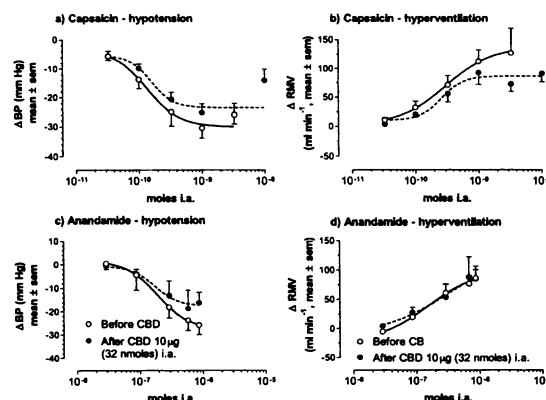 a) Capsaicin - hypotension
0
-10
-20
-30
-40
ΔBP (mm Hg)
mean ± sem
10-11
10-10
10-9
10-8
moles i.a.
b) Capsaicin - hyperventilation
150
100
50
0
-50
Δ RMV
(ml min-1, mean ± sem)
10-11
10-10
10-9
moles i.a.
c) Anandamide - hypotension
10
0
-10
-20
-30
-40
ΔBP (mm Hg)
mean ± sem
Before CBD
After CBD 10μg
(32 nmoles) i.a.
10-8
10-7
10-6
10-5
moles i.a.
d) Anandamide - hyperventilation
150
100
50
0
-50
Δ RMV
(ml min-1, mean ± sem)
Before CB
After CBD 10μg (32 nmoles) i.a.
10-8
10-7
moles i.a.